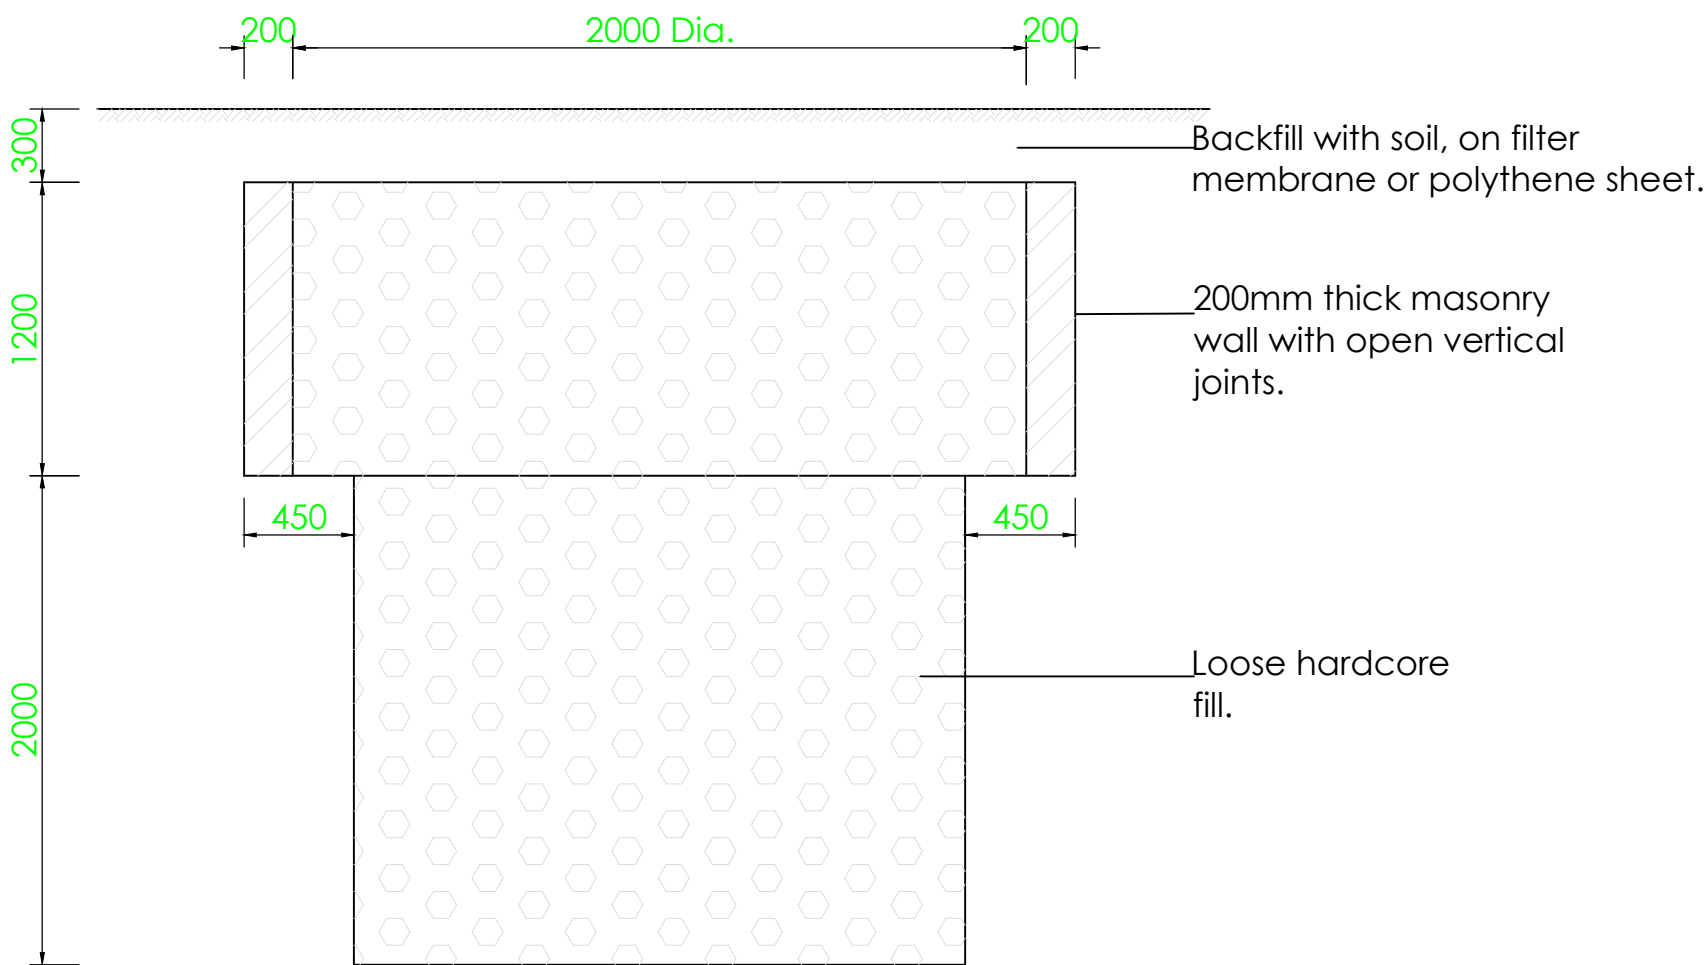 200
2000 Dia.
200
300
Backfill with soil, on filter
membrane or polythene sheet.
1200
200mm thick masonry
wall with open vertical
joints.
450
450
2000
Loose hardcore
fill.